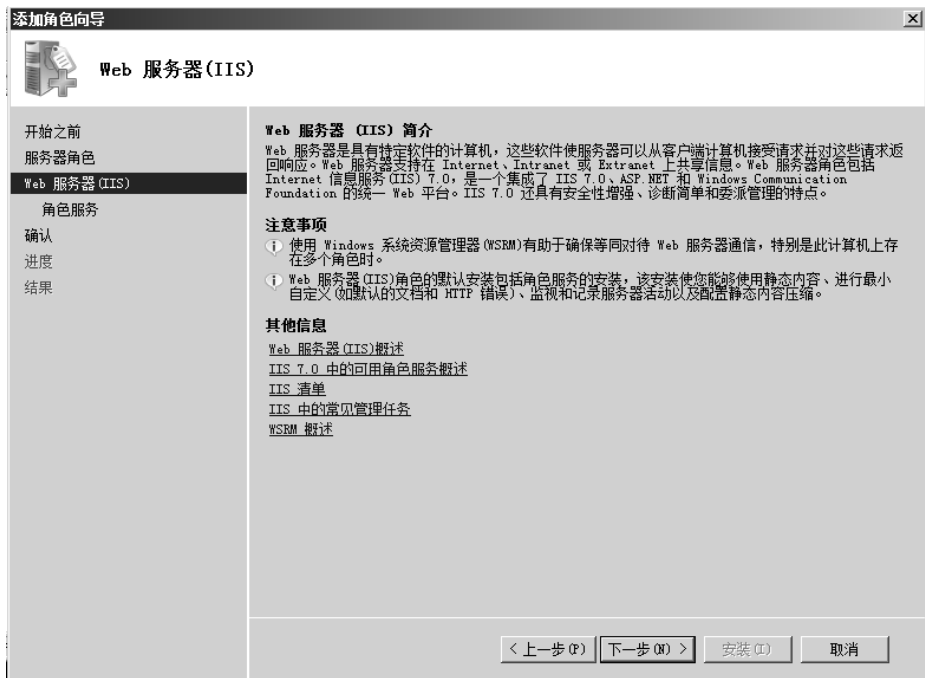 添加角色向导
Web 服务器(IIS)
开始之前
服务器角色
Web 服务器(IIS)
角色服务
确认
进度
结果
Web 服务器 (IIS) 简介
Web 服务器是具有特定软件的计算机，这些软件使服务器可以从客户端计算机接受请求并对这些请求返
回响应。Web 服务器支持在 Internet、Intranet 或 Extranet 上共享信息。Web 服务器角色包括
Internet 信息服务(IIS) 7.0，是一个集成了 IIS 7.0、ASP.NET 和 Windows Communication
Foundation 的统一 Web 平台。IIS 7.0 还具有安全性增强、诊断简单和委派管理的特点。
注意事项
使用 Windows 系统资源管理器(WSRM)有助于确保等同对待 Web 服务器通信，特别是此计算机上存
在多个角色时。
Web 服务器(IIS)角色的默认安装包括角色服务的安装，该安装使您能够使用静态内容、进行最小
自定义(如默认的文档和 HTTP 错误)、监视和记录服务器活动以及配置静态内容压缩。
其他信息
Web 服务器(IIS)概述
IIS 7.0 中的可用角色服务概述
IIS 清单
IIS 中的常见管理任务
WSRM 概述
< 上一步(P)
下一步(N) >
安装(I)
取消